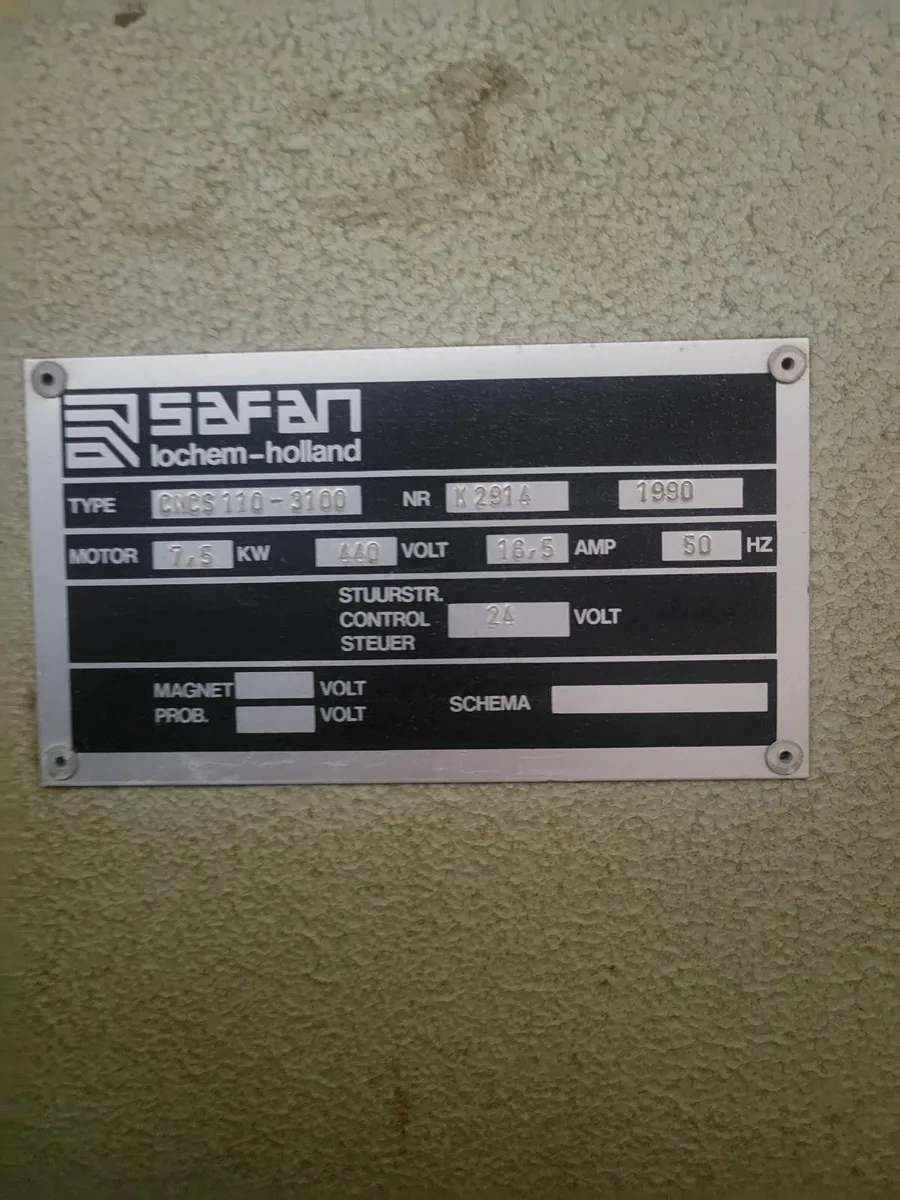 SAFAN
lochem-holland
TYPE CNCS 110-3100 NR K 2914 1990
MOTOR 7,5 KW 440 VOLT 16,5 AMP 50 HZ
STUURSTR.
CONTROL 24 VOLT
STEUER
MAGNET VOLT
PROB. VOLT SCHEMA